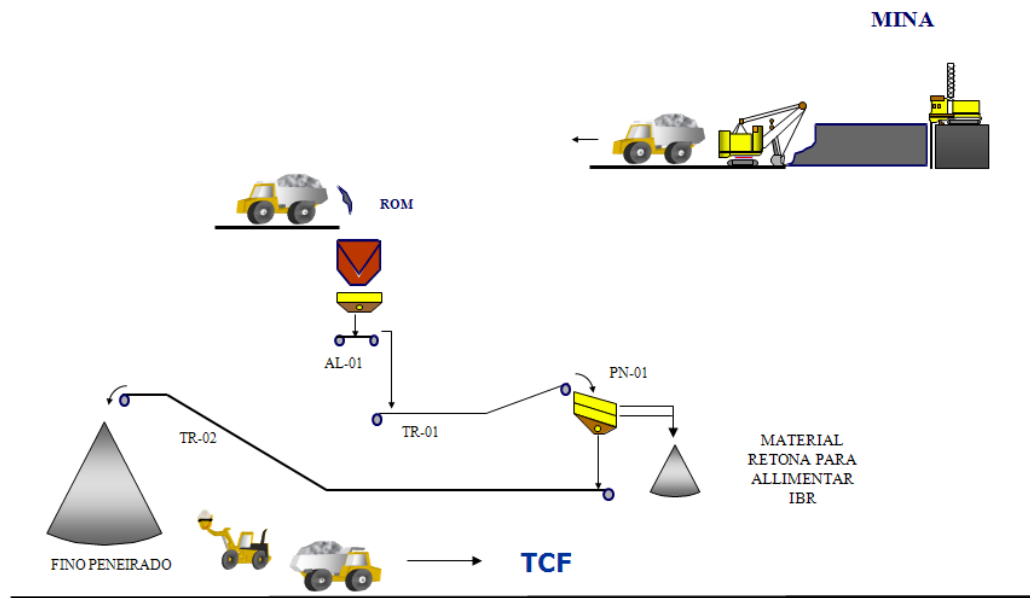 MINA
ROM
AL-01
PN-01
TR-02
TR-01
MATERIAL
RETONA PARA
ALLIMENTAR
IBR
FINO PENEIRADO
TCF